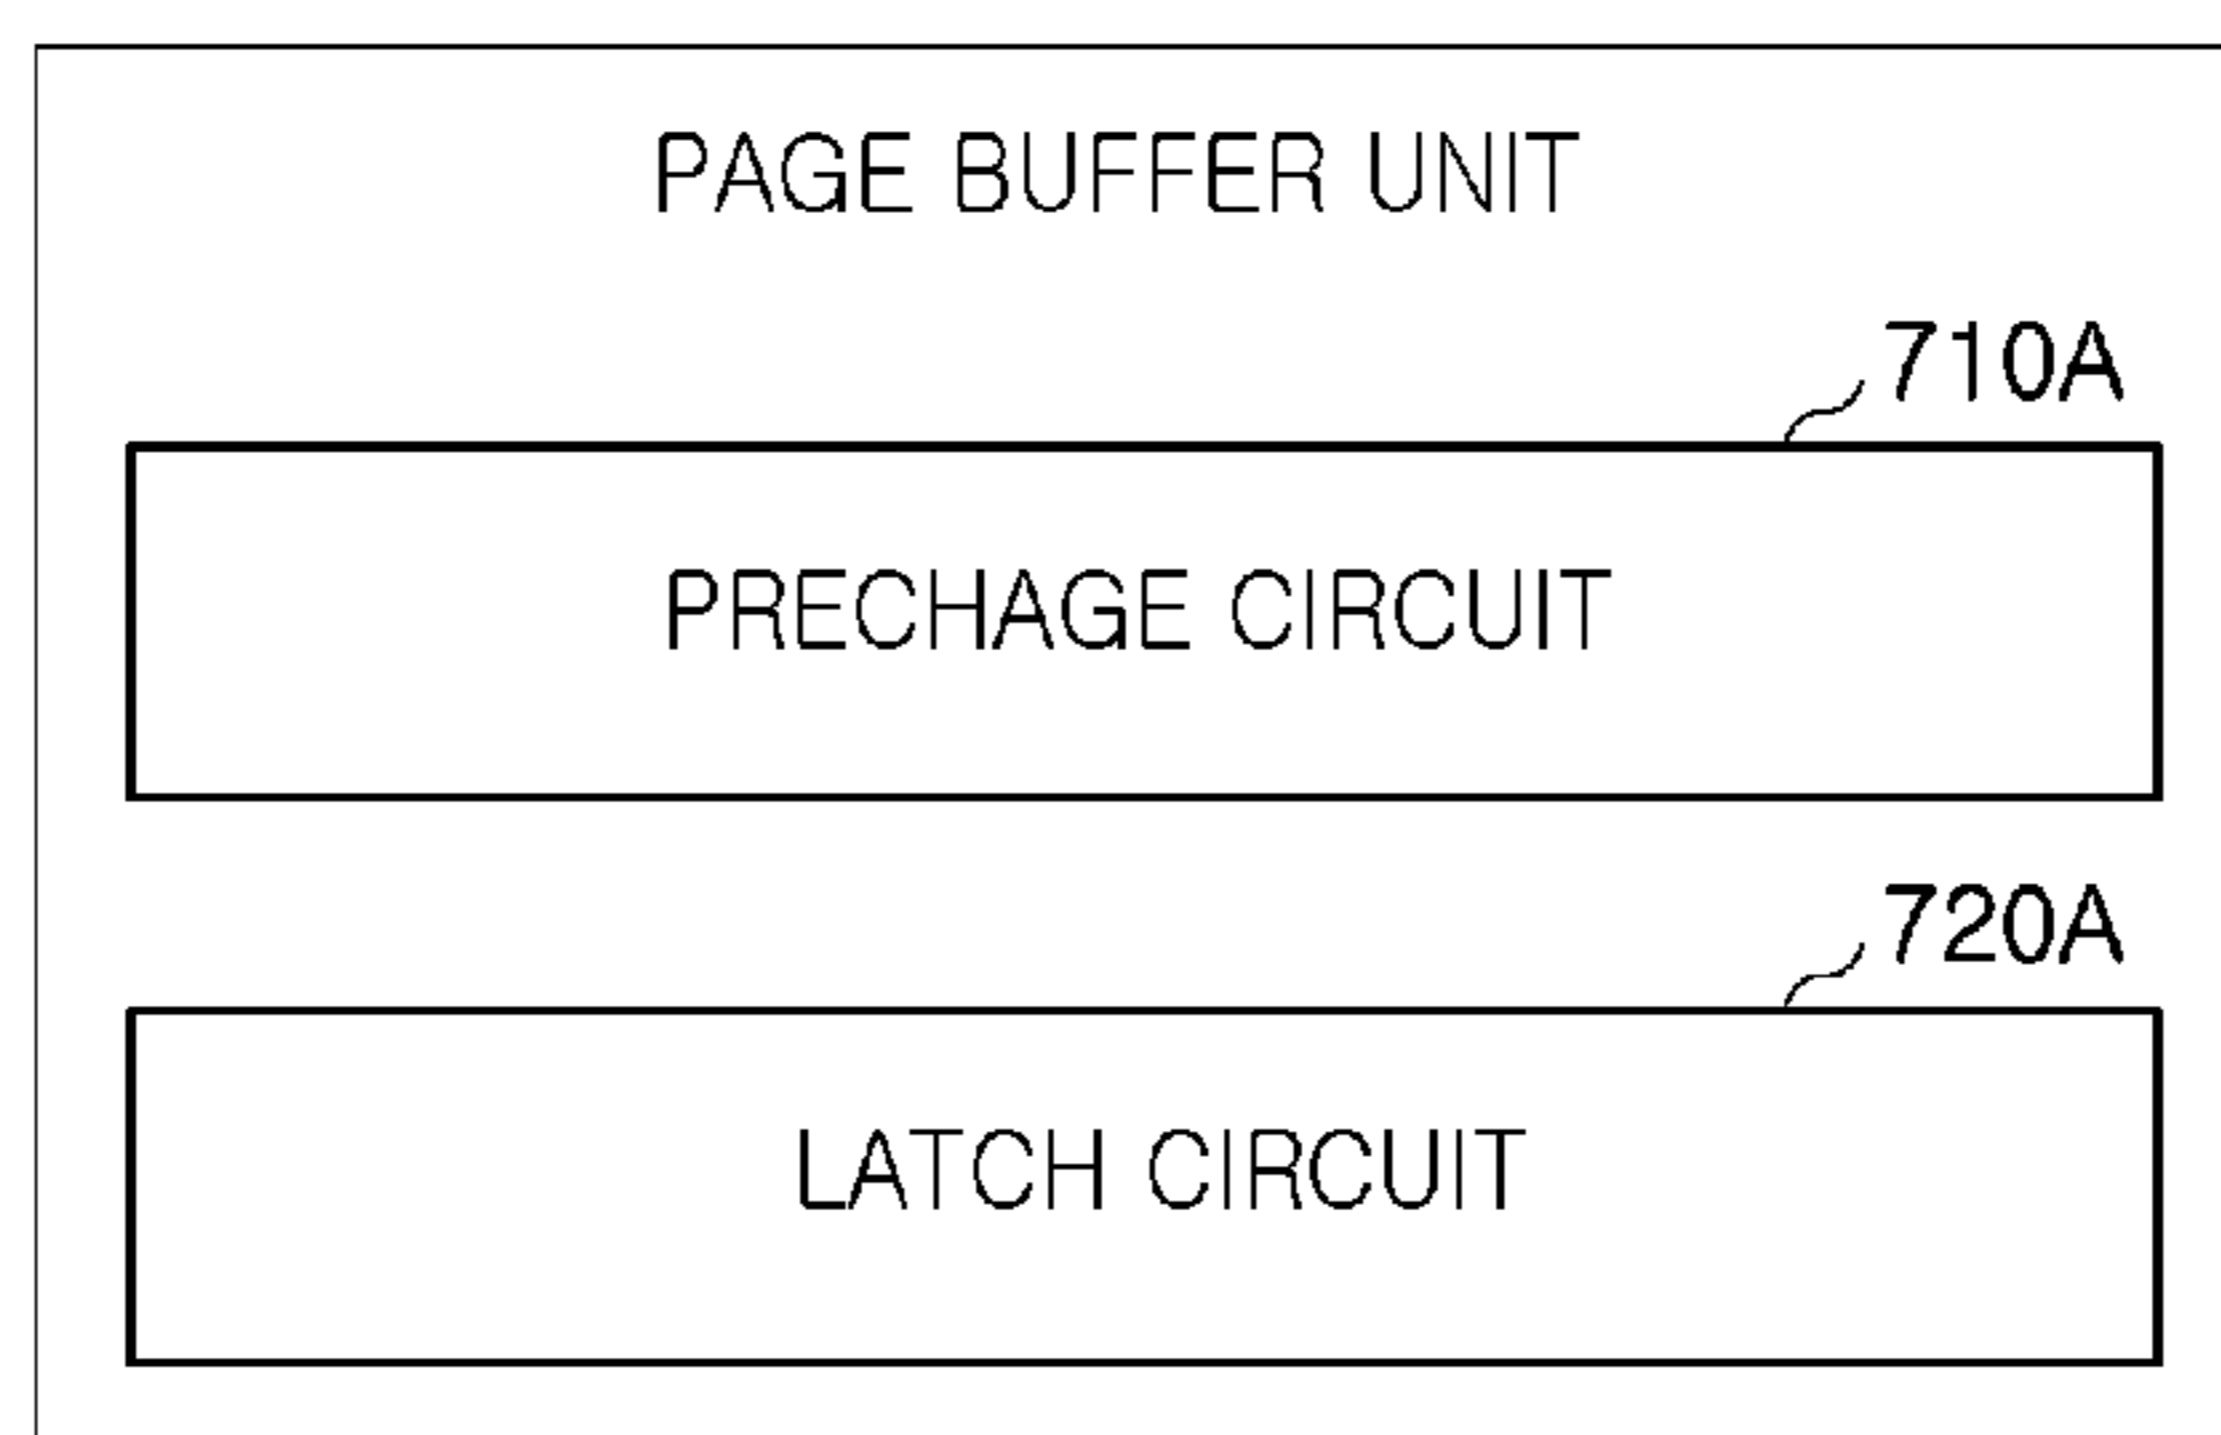 PAGE BUFFER UNIT
710A
PRECHAGE CIRCUIT
720A
LATCH CIRCUIT